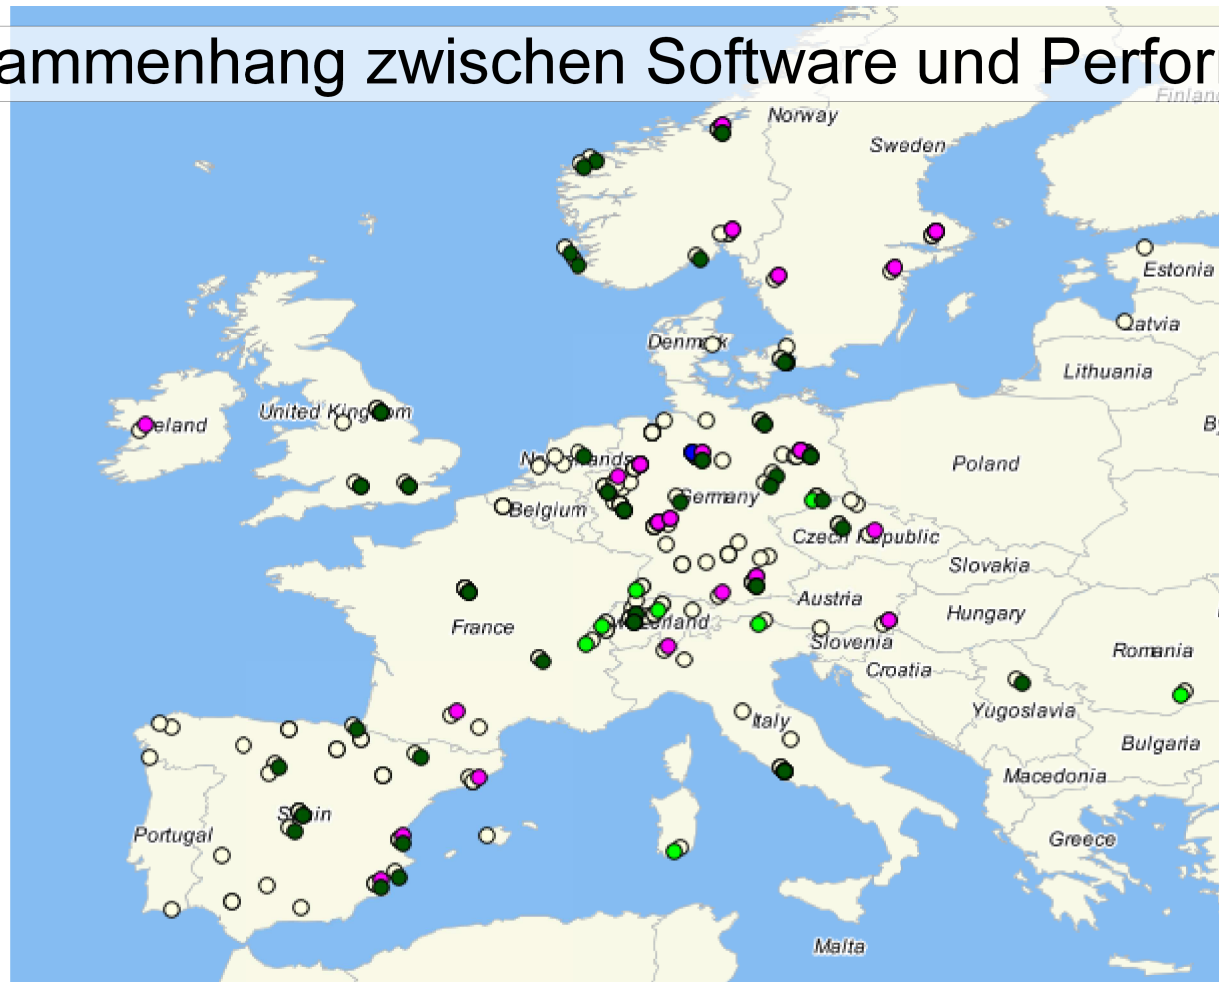 ammenhang zwischen Software und Perfor
Finland
Norway
Sweden
Estonia
Latvia
Denmark
Lithuania
United Kingdom
Ireland
By
Netherlands
Poland
Germany
Belgium
Czech Republic
Slovakia
Austria
Hungary
France
Switzerland
Slovenia
Romania
Croatia
Yugoslavia
Italy
Bulgaria
Macedonia
Spain
Portugal
Greece
Malta